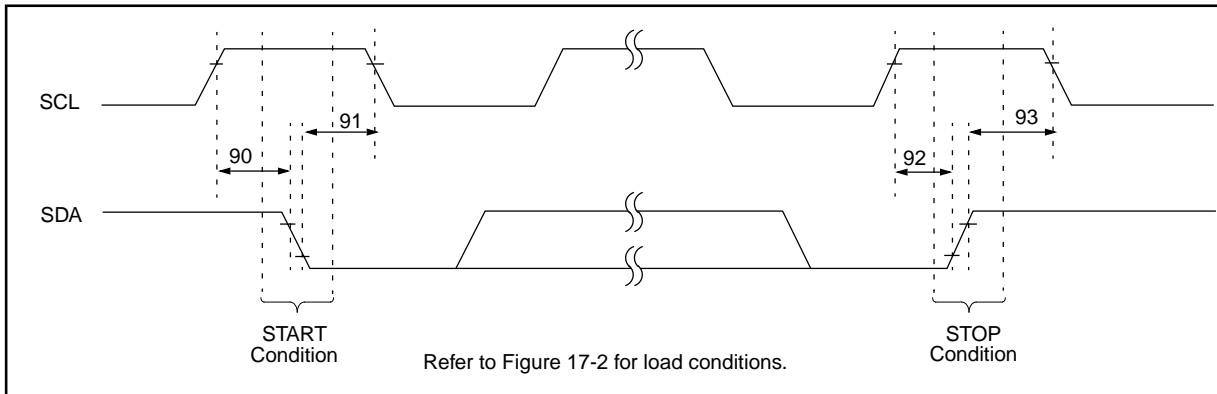 SCL
91
93
90
92
SDA
START
Condition
STOP
Condition
Refer to Figure 17-2 for load conditions.